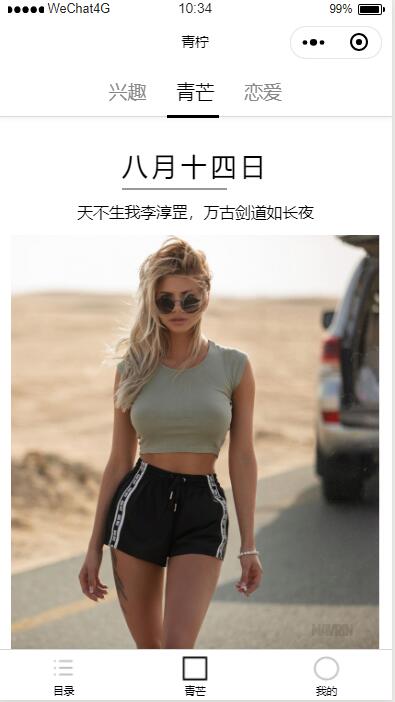 WeChat4G 10:34 99%
青柠
兴趣 青芒 恋爱
八月十四日
天不生我李淳罡，万古剑道如长夜
MAVRIN
目录 青芒 我的